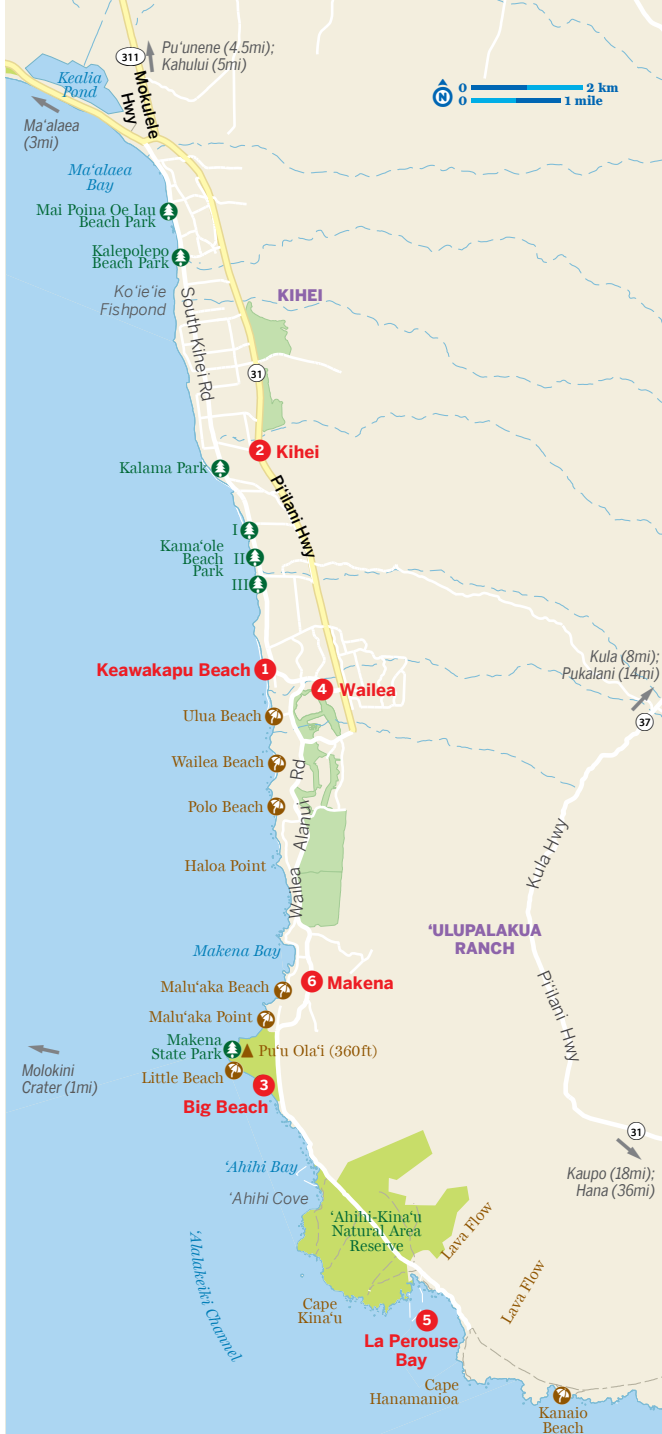 Pu‘unene (4.5mi);
Kahului (5mi)
311
Mokulele
Hwy
Kealia
Pond
Ma‘alaea
(3mi)
N
0 2 km
0 1 mile
Ma‘alaea
Bay
Mai Poina Oe Iau
Beach Park
Kalepolepo
Beach Park
Ko‘ie‘ie
Fishpond
South Kihei Rd
KIHEI
31
2 Kihei
Kalama Park
Pi‘ilani Hwy
I
Kama‘ole
Beach
Park
II
III
Keawakapu Beach 1
4 Wailea
Kula (8mi);
Pukalani (14mi)
37
Ulua Beach
Wailea Beach
Polo Beach
Wailea Alanui Rd
Haloa Point
Kula Hwy
‘ULUPALAKUA
RANCH
Makena Bay
6 Makena
Malu‘aka Beach
Malu‘aka Point
Pi‘ilani Hwy
Makena
State Park
Pu‘u Ola‘i (360ft)
Molokini
Crater (1mi)
Little Beach
3
Big Beach
31
Kaupo (18mi);
Hana (36mi)
‘Ahihi Bay
‘Ahihi Cove
‘Ahihi-Kina‘u
Natural Area
Reserve
Lava Flow
Lava Flow
‘Alalakeiki Channel
Cape
Kina‘u
5
La Perouse
Bay
Cape
Hanamanioa
Kanaio
Beach